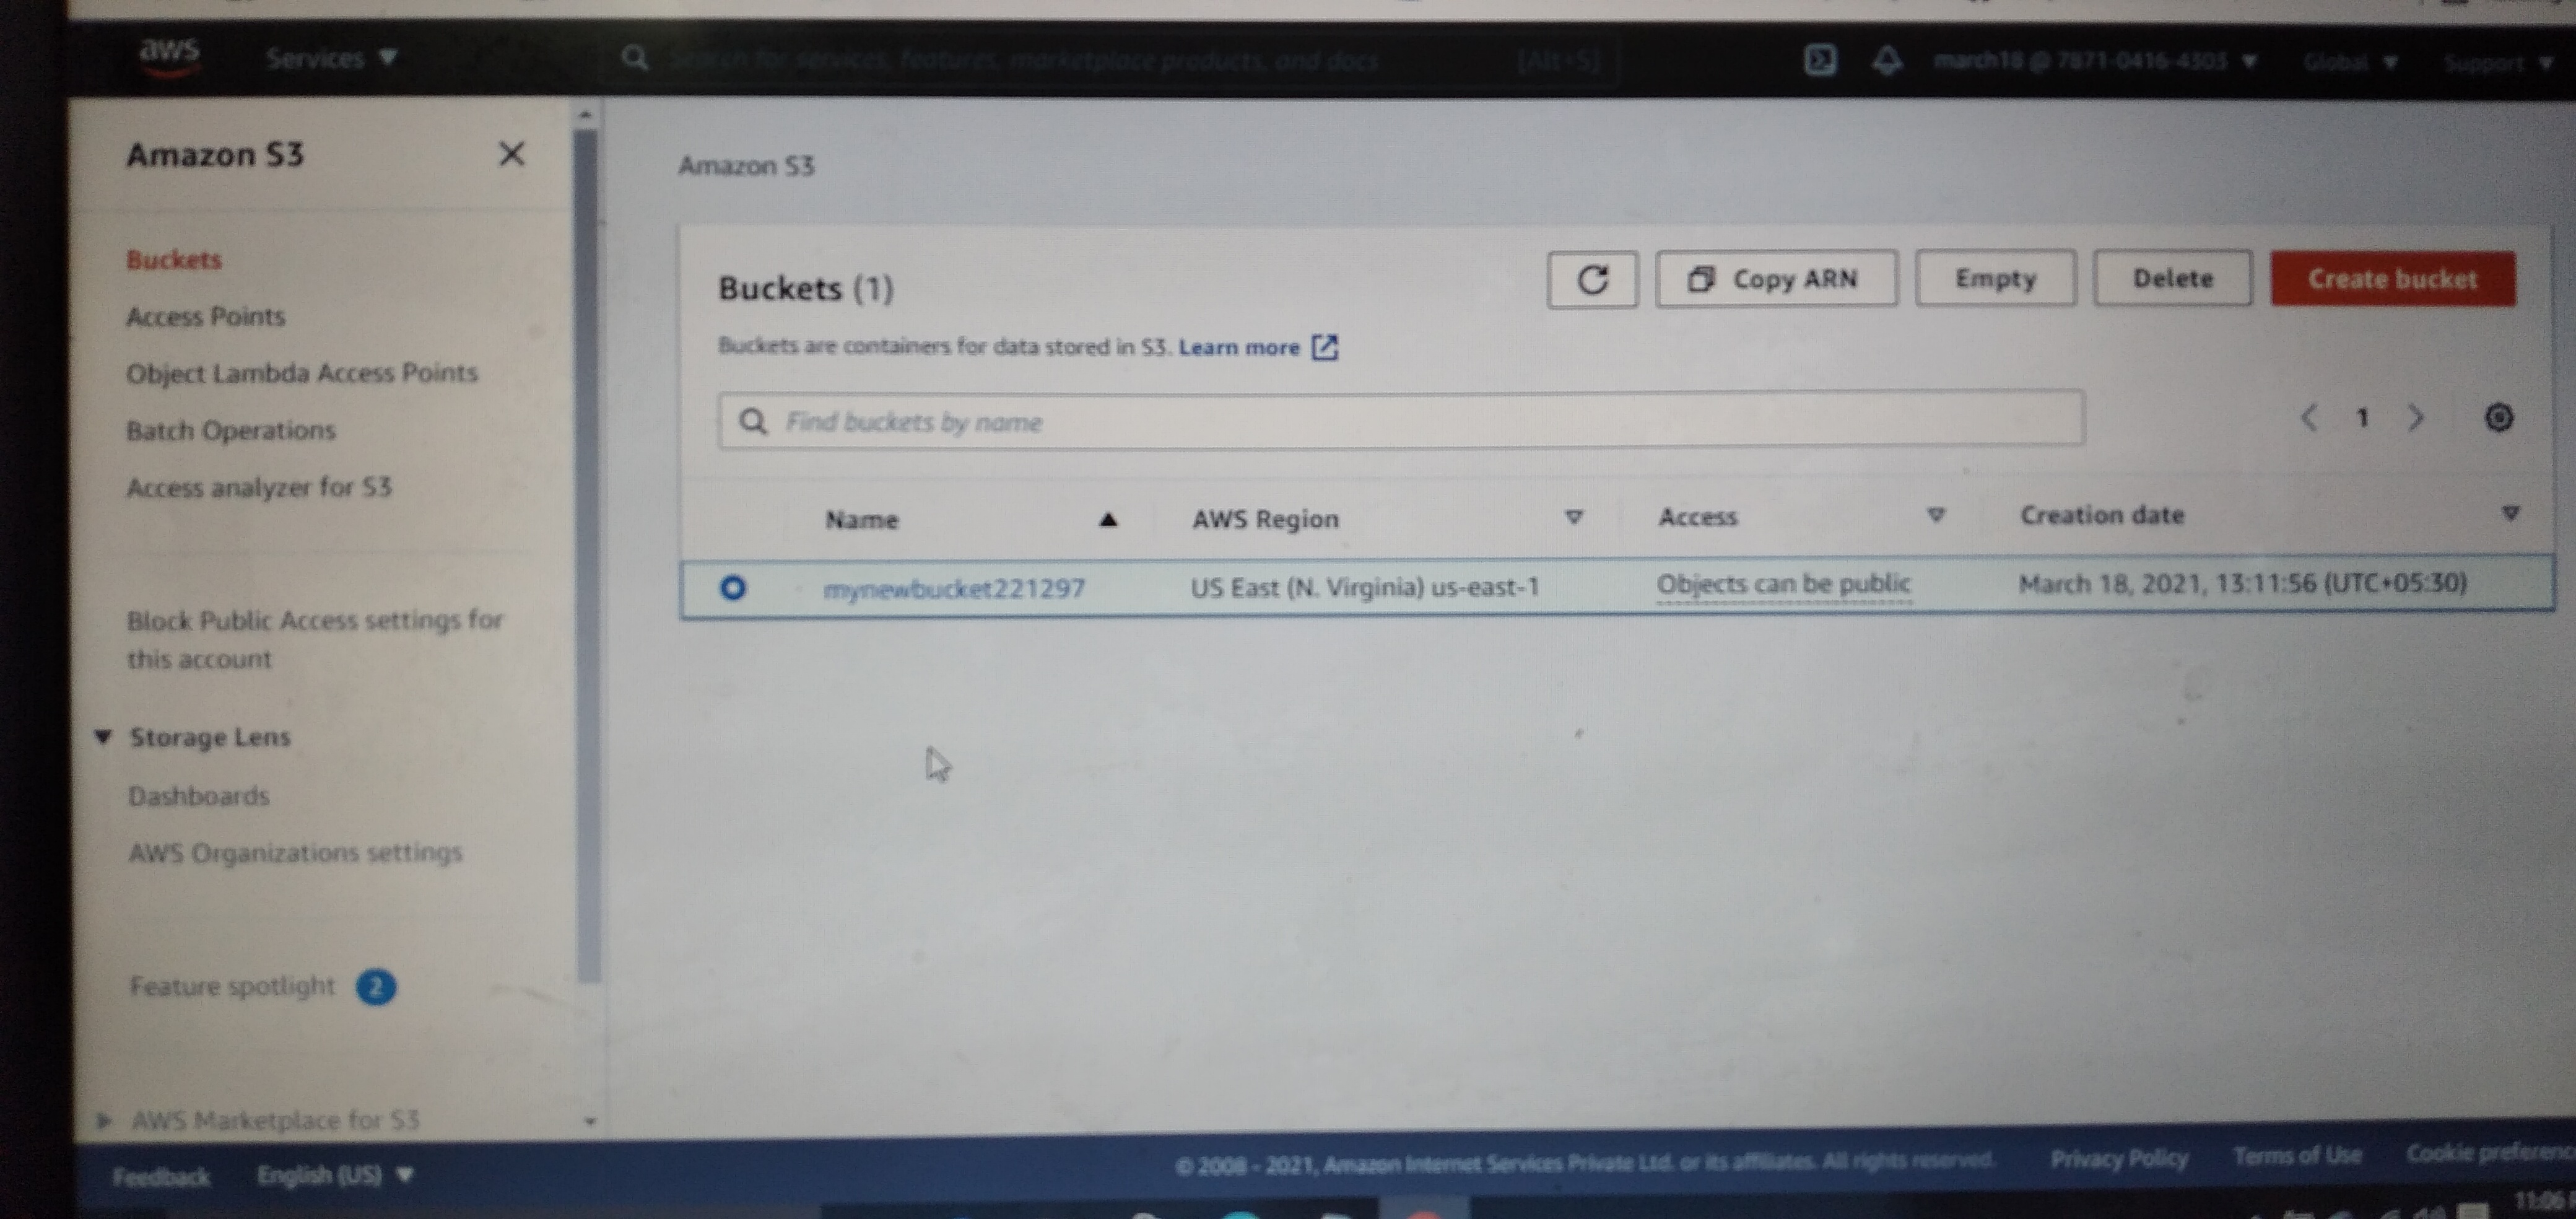 aws
Services
Search for services, features, marketplace products, and docs
[Alt+S]
march18 @ 7871-0416-4303
Global
Support
Amazon S3
Buckets
Access Points
Object Lambda Access Points
Batch Operations
Access analyzer for S3
Block Public Access settings for
this account
Storage Lens
Dashboards
AWS Organizations settings
Feature spotlight 2
AWS Marketplace for S3
Amazon S3
Buckets (1)
Copy ARN
Empty
Delete
Create bucket
Buckets are containers for data stored in S3. Learn more
Find buckets by name
1
Name
AWS Region
Access
Creation date
mynewbucket221297
US East (N. Virginia) us-east-1
Objects can be public
March 18, 2021, 13:11:56 (UTC+05:30)
Feedback
English (US)
© 2008 - 2021, Amazon Internet Services Private Ltd. or its affiliates. All rights reserved.
Privacy Policy
Terms of Use
Cookie preferenc
11:06